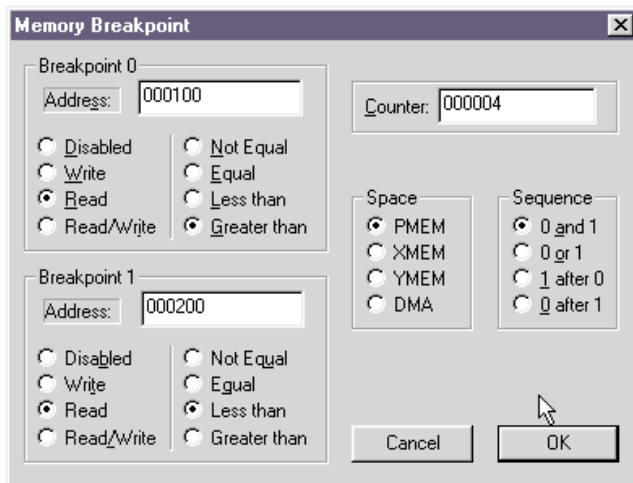 Memory Breakpoint
Breakpoint 0
Address: 000100
Disabled Not Equal
Write Equal
Read Less than
Read/Write Greater than
Counter: 000004
Space
PMEM
XMEM
YMEM
DMA
Sequence
0 and 1
0 or 1
1 after 0
0 after 1
Breakpoint 1
Address: 000200
Disabled Not Equal
Write Equal
Read Less than
Read/Write Greater than
Cancel OK